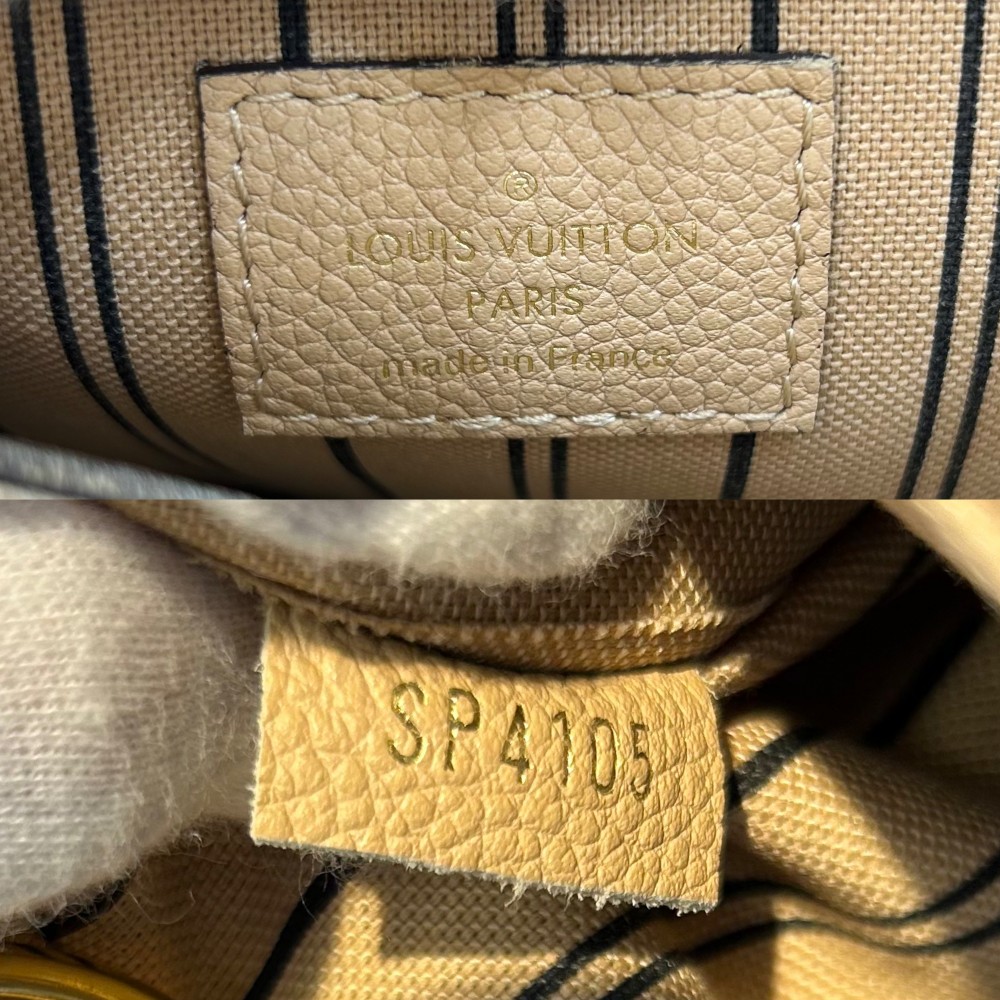 ®
LOUIS VUITTON
PARIS
made in France
SP4105